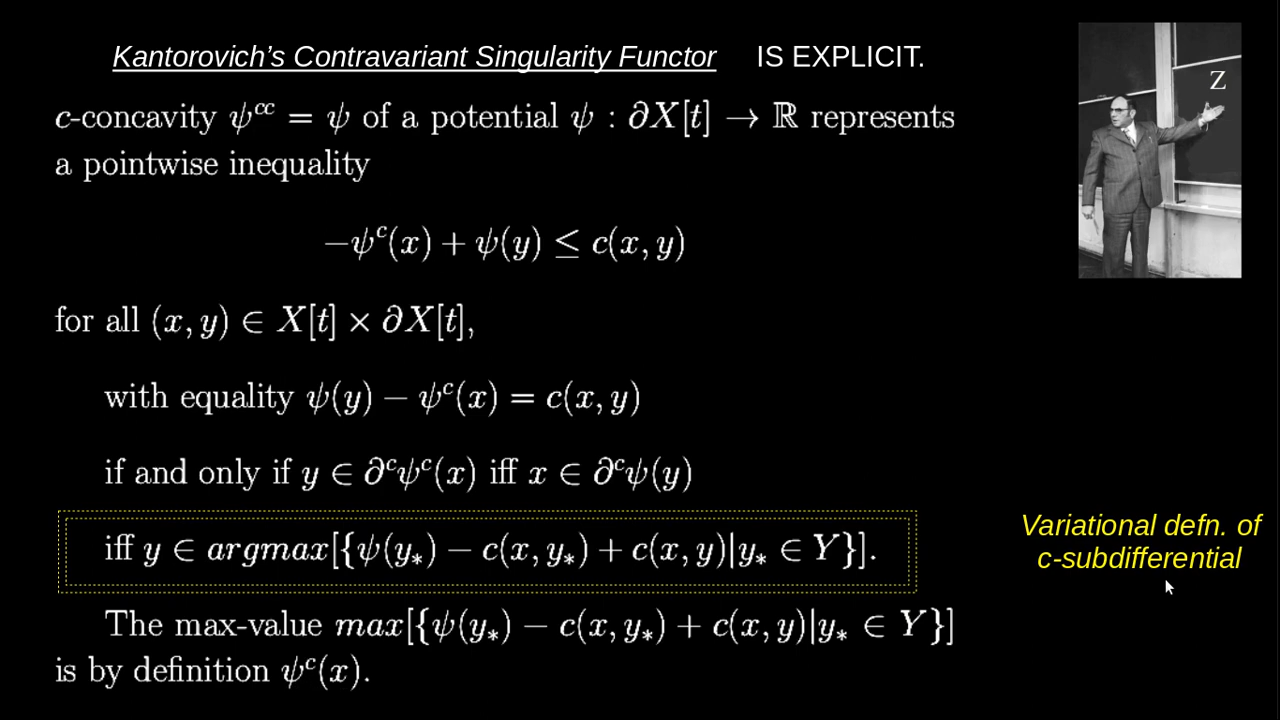 Kantorovich's Contravariant Singularity Functor IS EXPLICIT.
Z
c-concavity ψ^{cc} = ψ of a potential ψ : ∂X[t] → ℝ represents
a pointwise inequality
−ψ^c(x) + ψ(y) ≤ c(x, y)
for all (x, y) ∈ X[t] × ∂X[t],
with equality ψ(y) − ψ^c(x) = c(x, y)
if and only if y ∈ ∂^cψ^c(x) iff x ∈ ∂^cψ(y)
iff y ∈ argmax[{ψ(y_*) − c(x, y_*) + c(x, y)|y_* ∈ Y}].
Variational defn. of
c-subdifferential
The max-value max[{ψ(y_*) − c(x, y_*) + c(x, y)|y_* ∈ Y}]
is by definition ψ^c(x).